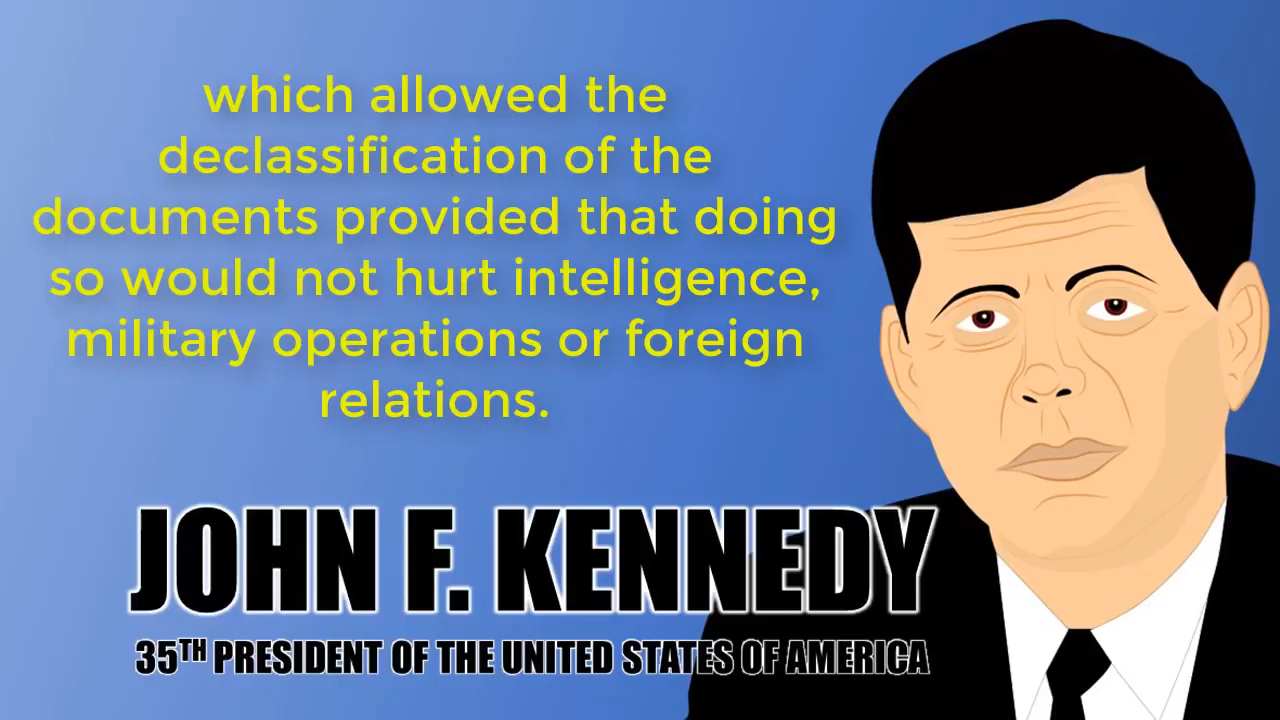 which allowed the
declassification of the
documents provided that doing
so would not hurt intelligence,
military operations or foreign
relations.
JOHN F. KENNEDY
35TH PRESIDENT OF THE UNITED STATES OF AMERICA